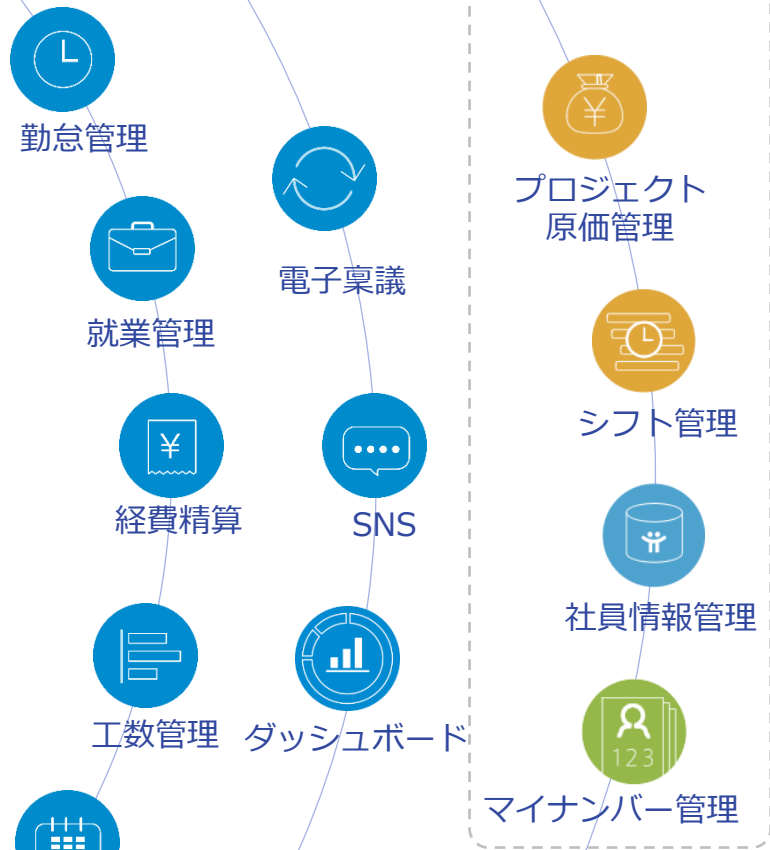 勤怠管理
就業管理
経費精算
¥
工数管理
電子稟議
SNS
ダッシュボード
¥
プロジェクト
原価管理
シフト管理
社員情報管理
123
マイナンバー管理